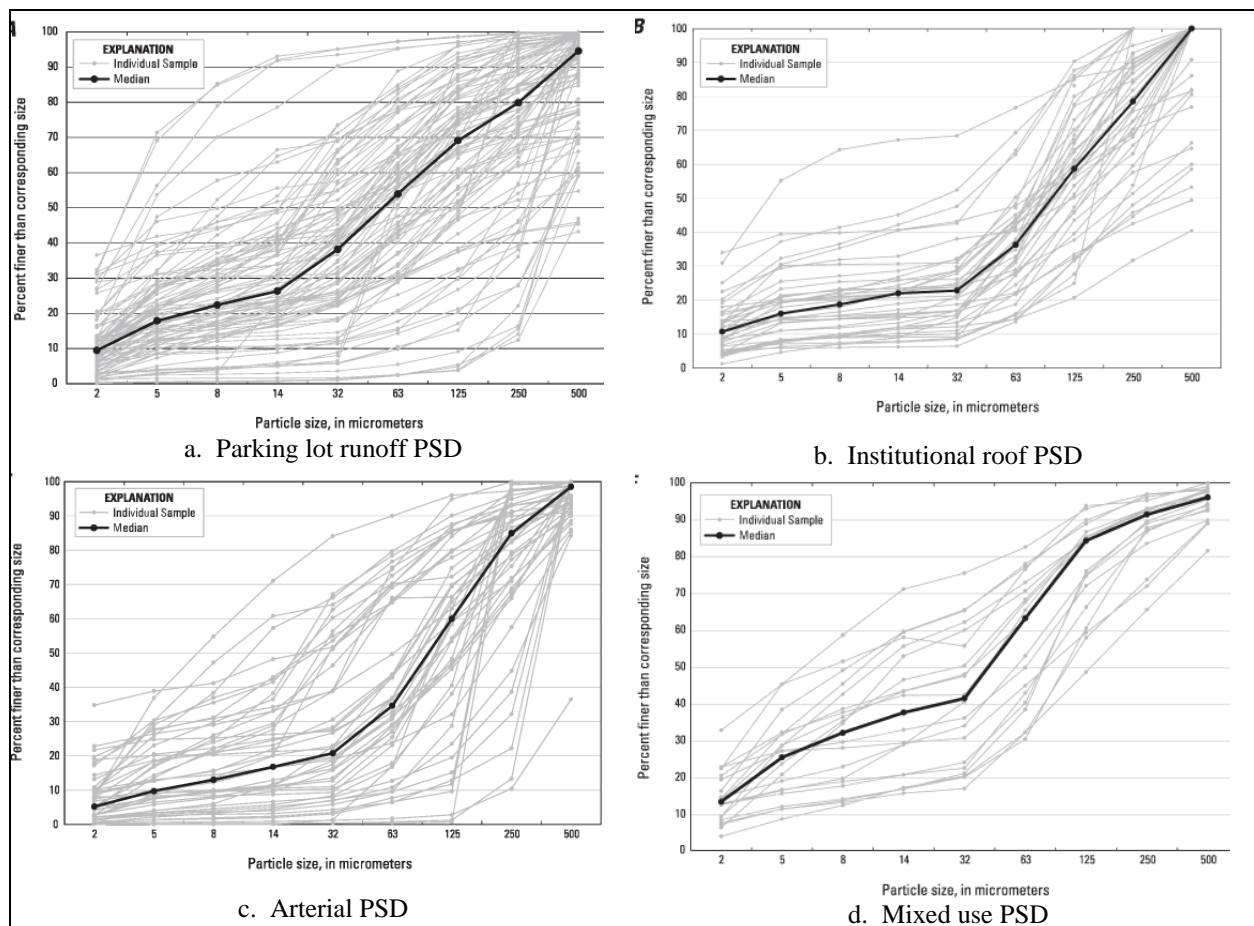 A
EXPLANATION
Individual Sample
Median
Percent finer than corresponding size
100
90
80
70
60
50
40
30
20
10
0
2 5 8 14 32 63 125 250 500
Particle size, in micrometers
a. Parking lot runoff PSD
B
EXPLANATION
Individual Sample
Median
Percent finer than corresponding size
100
90
80
70
60
50
40
30
20
10
0
2 5 8 14 32 63 125 250 500
Particle size, in micrometers
b. Institutional roof PSD
EXPLANATION
Individual Sample
Median
Percent finer than corresponding size
100
90
80
70
60
50
40
30
20
10
0
2 5 8 14 32 63 125 250 500
Particle size, in micrometers
c. Arterial PSD
EXPLANATION
Individual Sample
Median
Percent finer than corresponding size
100
90
80
70
60
50
40
30
20
10
0
2 5 8 14 32 63 125 250 500
Particle size, in micrometers
d. Mixed use PSD